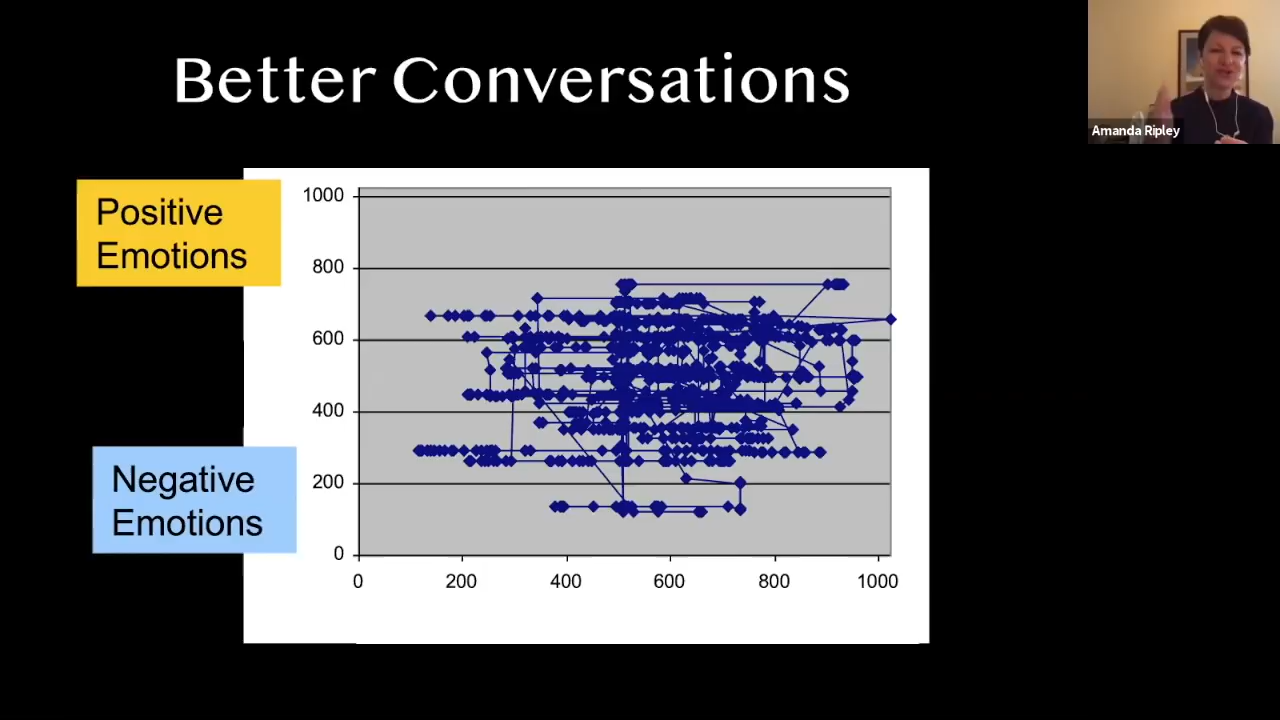 Better Conversations
Amanda Ripley
Positive
Emotions
1000
800
600
400
200
0
Negative
Emotions
0 200 400 600 800 1000